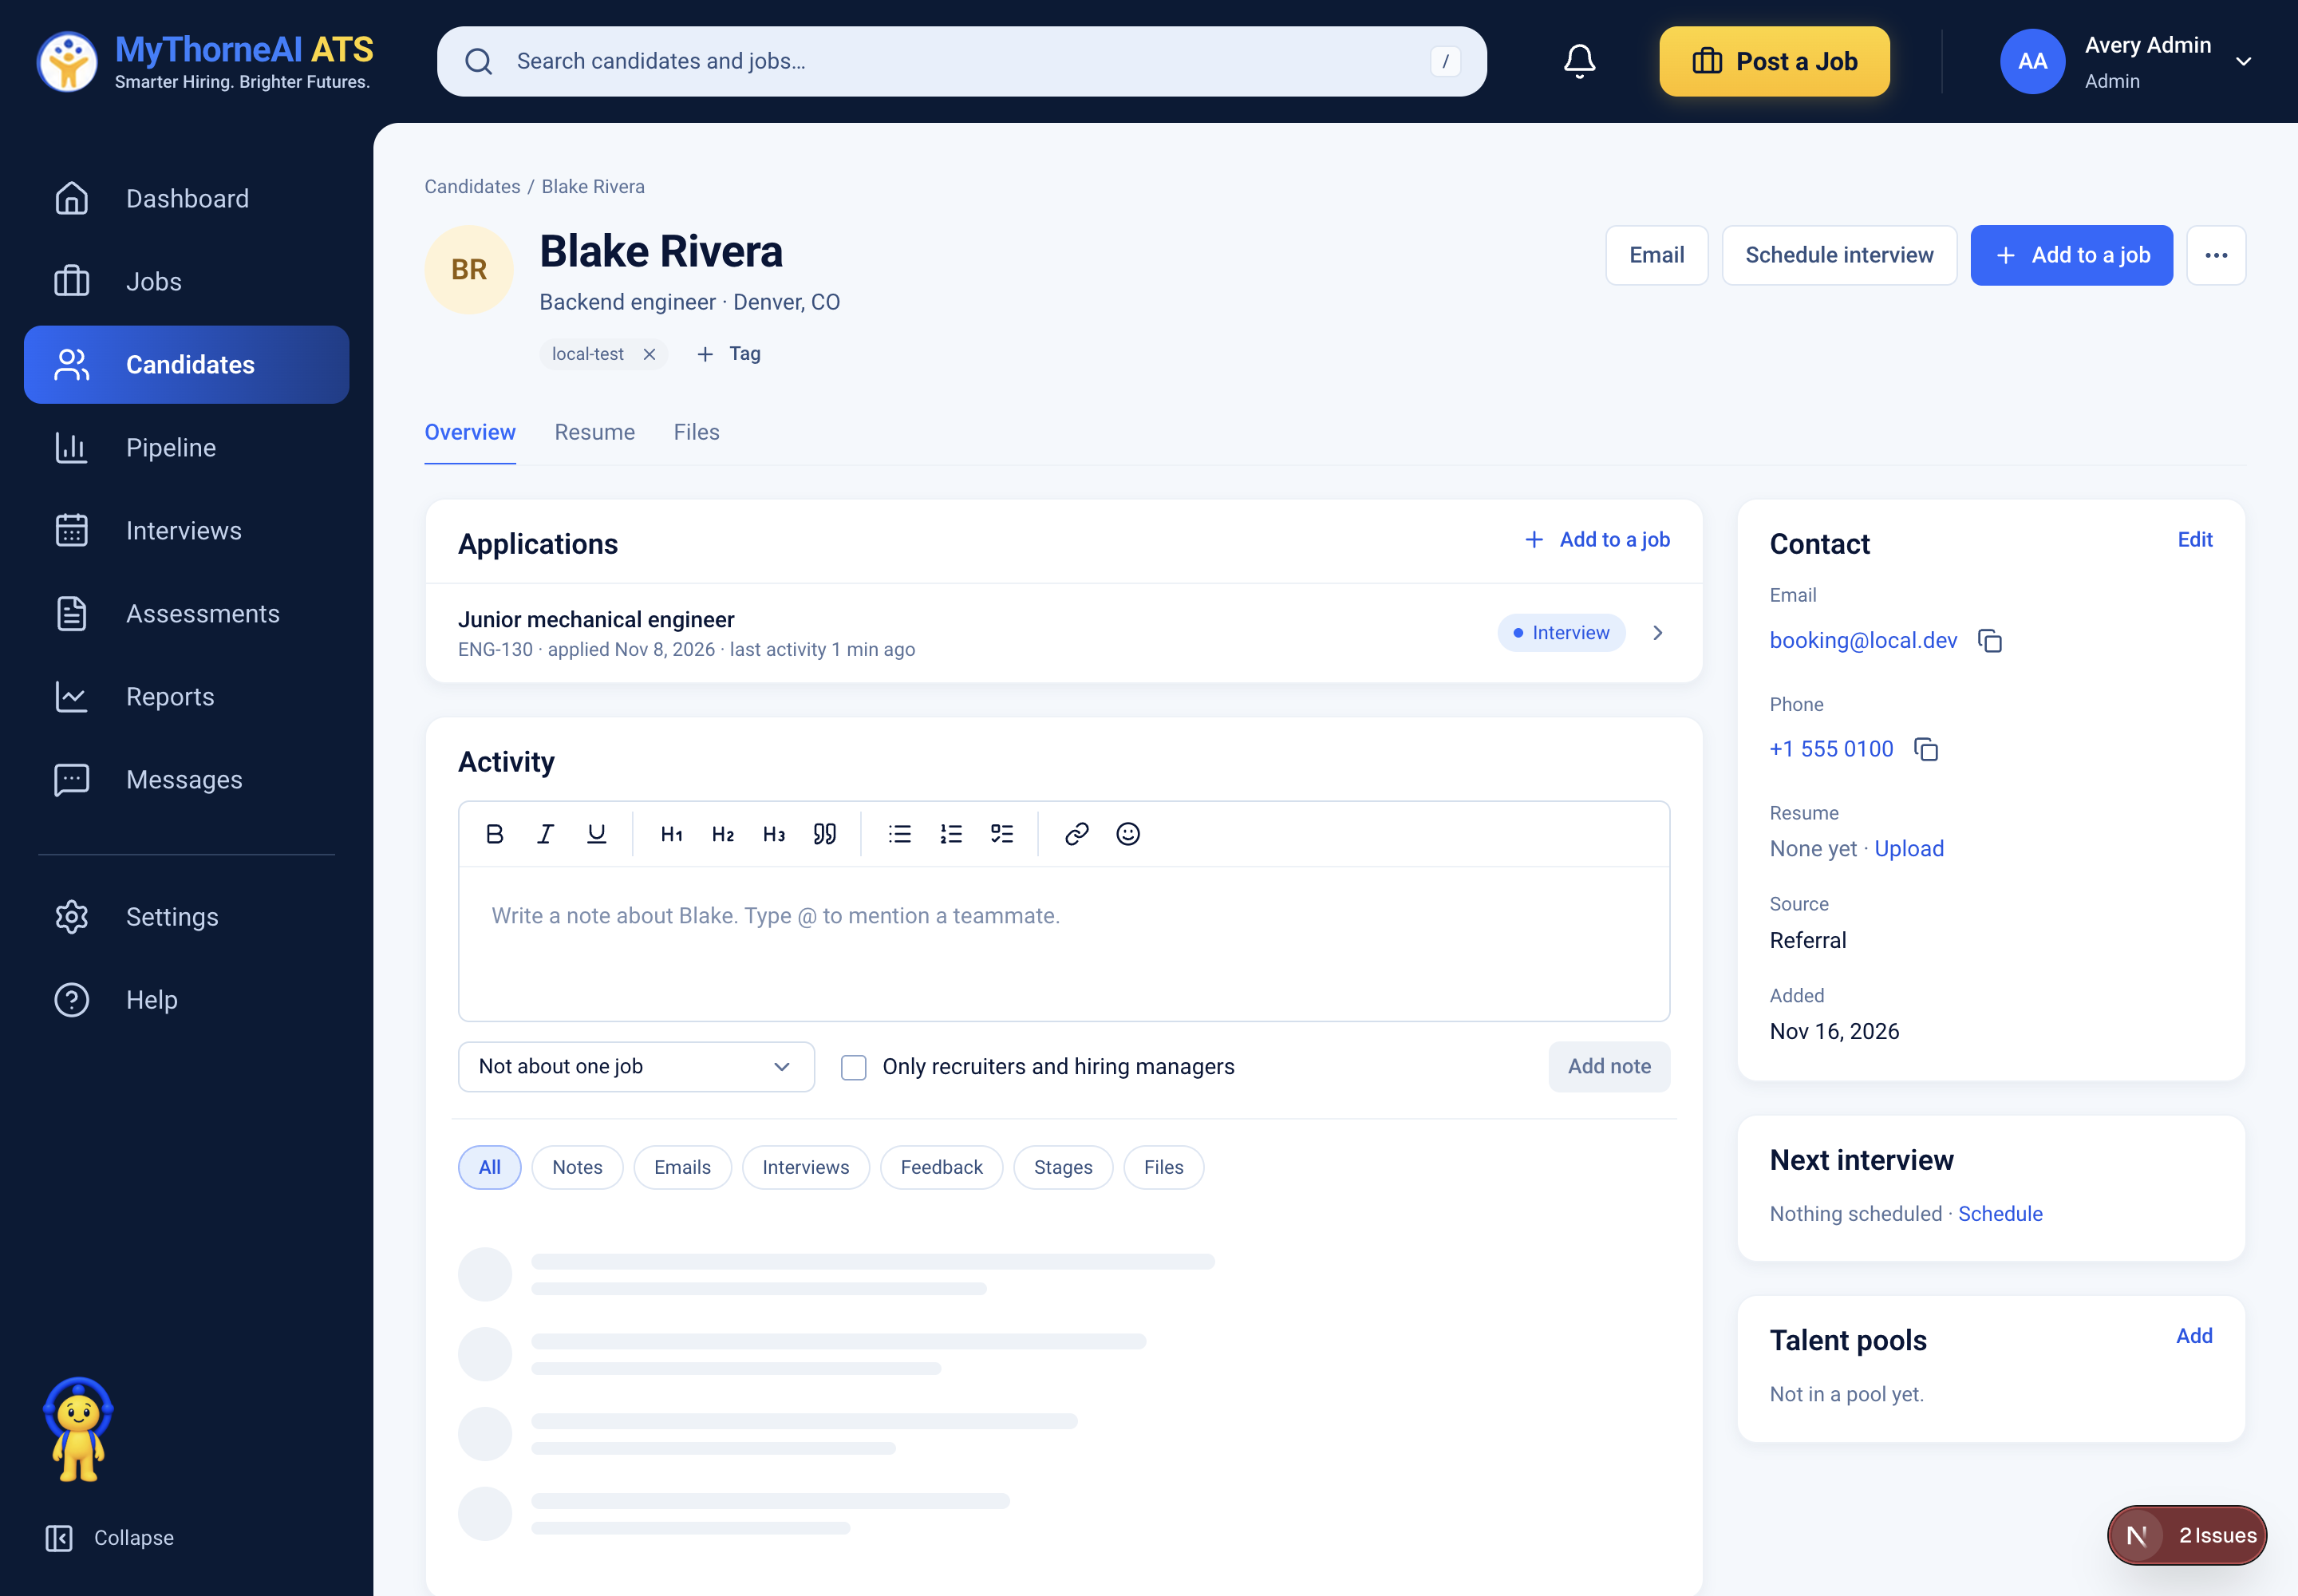 MyThorneAI ATS
Smarter Hiring. Brighter Futures.
Search candidates and jobs...
/
Post a Job
AA
Avery Admin
Admin
Dashboard
Jobs
Candidates
Pipeline
Interviews
Assessments
Reports
Messages
Settings
Help
Collapse
Candidates / Blake Rivera
BR
Blake Rivera
Backend engineer · Denver, CO
local-test
Tag
Email
Schedule interview
Add to a job
Overview
Resume
Files
Applications
Add to a job
Junior mechanical engineer
ENG-130 · applied Nov 8, 2026 · last activity 1 min ago
Interview
Activity
B I U H1 H2 H3
Write a note about Blake. Type @ to mention a teammate.
Not about one job
Only recruiters and hiring managers
Add note
All
Notes
Emails
Interviews
Feedback
Stages
Files
Contact
Edit
Email
booking@local.dev
Phone
+1 555 0100
Resume
None yet · Upload
Source
Referral
Added
Nov 16, 2026
Next interview
Nothing scheduled · Schedule
Talent pools
Add
Not in a pool yet.
N
2 Issues